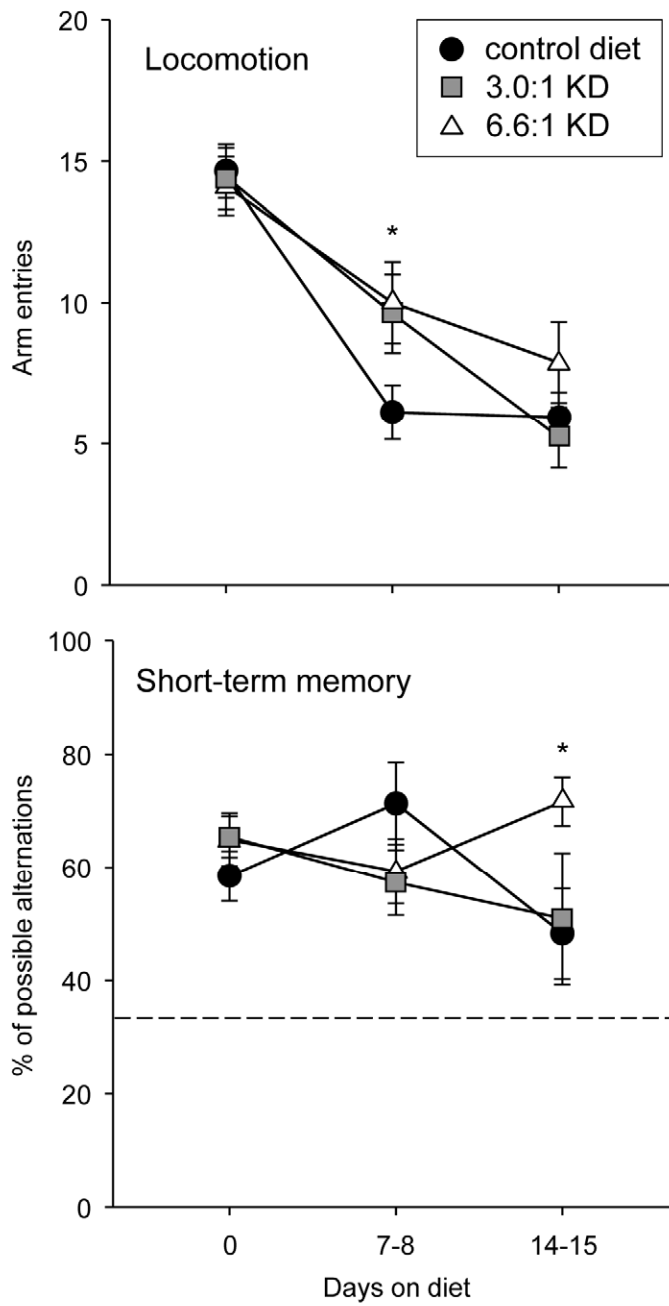 20
Locomotion
control diet
3.0:1 KD
6.6:1 KD
15
*
10
Arm entries
5
0
100
Short-term memory
80
*
60
% of possible alternations
40
20
0
0 7-8 14-15
Days on diet